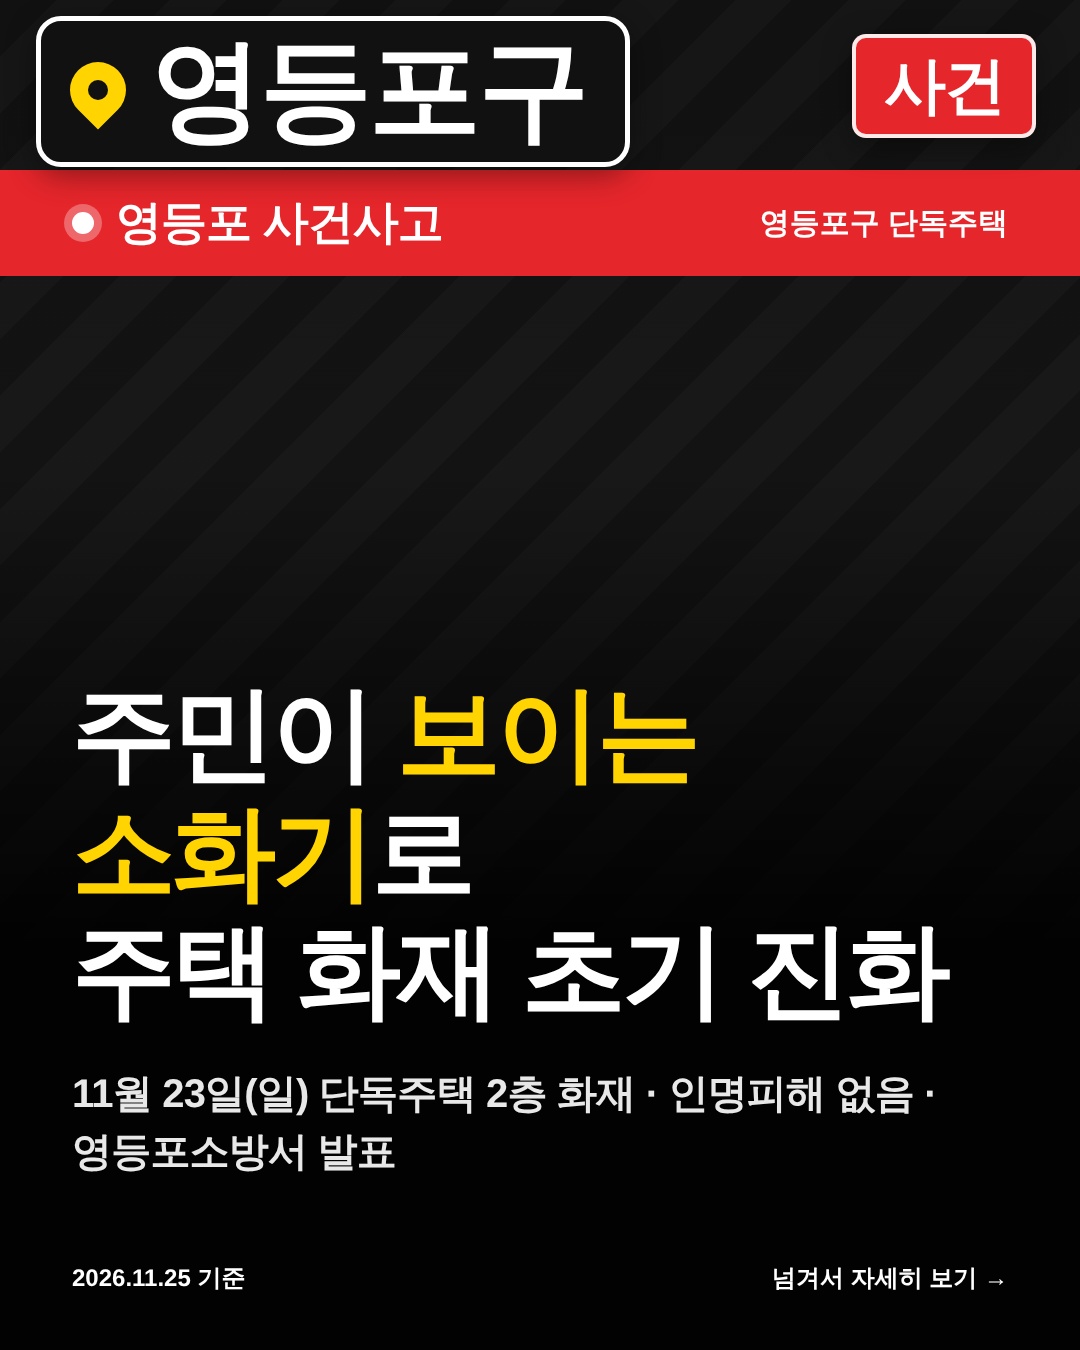 영등포구
사건
영등포 사건사고
영등포구 단독주택
주민이 보이는
소화기로
주택 화재 초기 진화
11월 23일(일) 단독주택 2층 화재 · 인명피해 없음 ·
영등포소방서 발표
2026.11.25 기준
넘겨서 자세히 보기 →